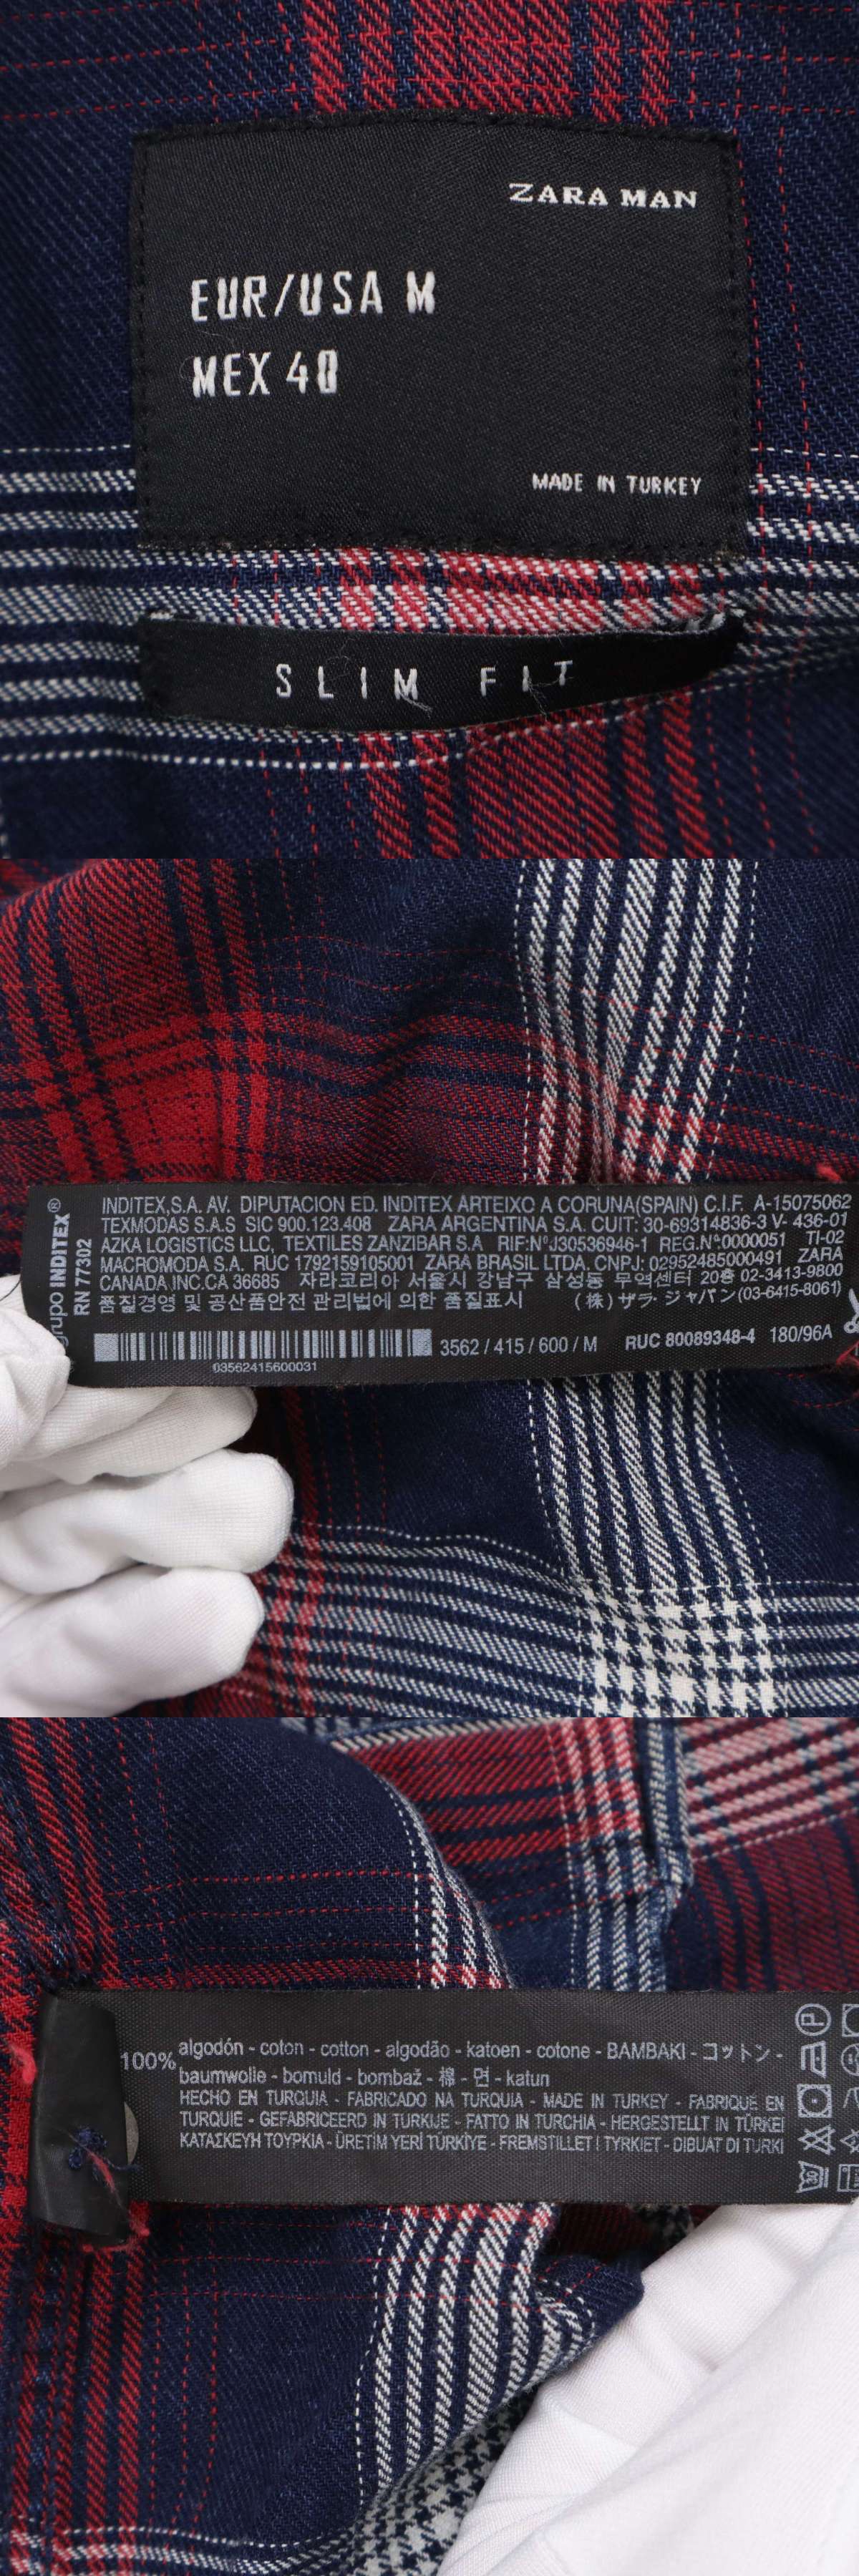 ZARA MAN
EUR/USA M
MEX 40
MADE IN TURKEY
SLIM FIT
grupo INDITEX®
RN 77302
INDITEX,S.A. AV. DIPUTACION ED. INDITEX ARTEIXO A CORUNA(SPAIN) C.I.F. A-15075062
TEXMODAS S.A.S SIC 900.123.408 ZARA ARGENTINA S.A. CUIT: 30-69314836-3 V- 436-01
AZKA LOGISTICS LLC, TEXTILES ZANZIBAR S.A RIF:Nº J30536946-1 REG.Nº:0000051 TI-02
MACROMODA S.A. RUC 1792159105001 ZARA BRASIL LTDA. CNPJ: 02952485000491 ZARA
CANADA INC.CA 36685 자라코리아 서울시 강남구 삼성동 무역센터 20층 02-3413-9800
품질경영 및 공산품안전 관리법에 의한 품질표시 (株)ザラ・ジャパン(03-6415-8061)
3562 / 415 / 600 / M RUC 80089348-4 180/96A
03562415600031
100% algodón - coton - cotton - algodão - katoen - cotone - BAMBAKI - コットン -
baumwolle - bomuld - bombaž - 棉 - 면 - katun
HECHO EN TURQUIA - FABRICADO NA TURQUIA - MADE IN TURKEY - FABRIQUÉ EN
TURQUIE - GEFABRICEERD IN TURKIJE - FATTO IN TURCHIA - HERGESTELLT IN TÜRKEI
ΚΑΤΑΣΚΕΥΗ ΤΟΥΡΚΙΑ - ÜRETİM YERİ TÜRKİYE - FREMSTILLET I TYRKIET - DIBUAT DI TURKI
P
30